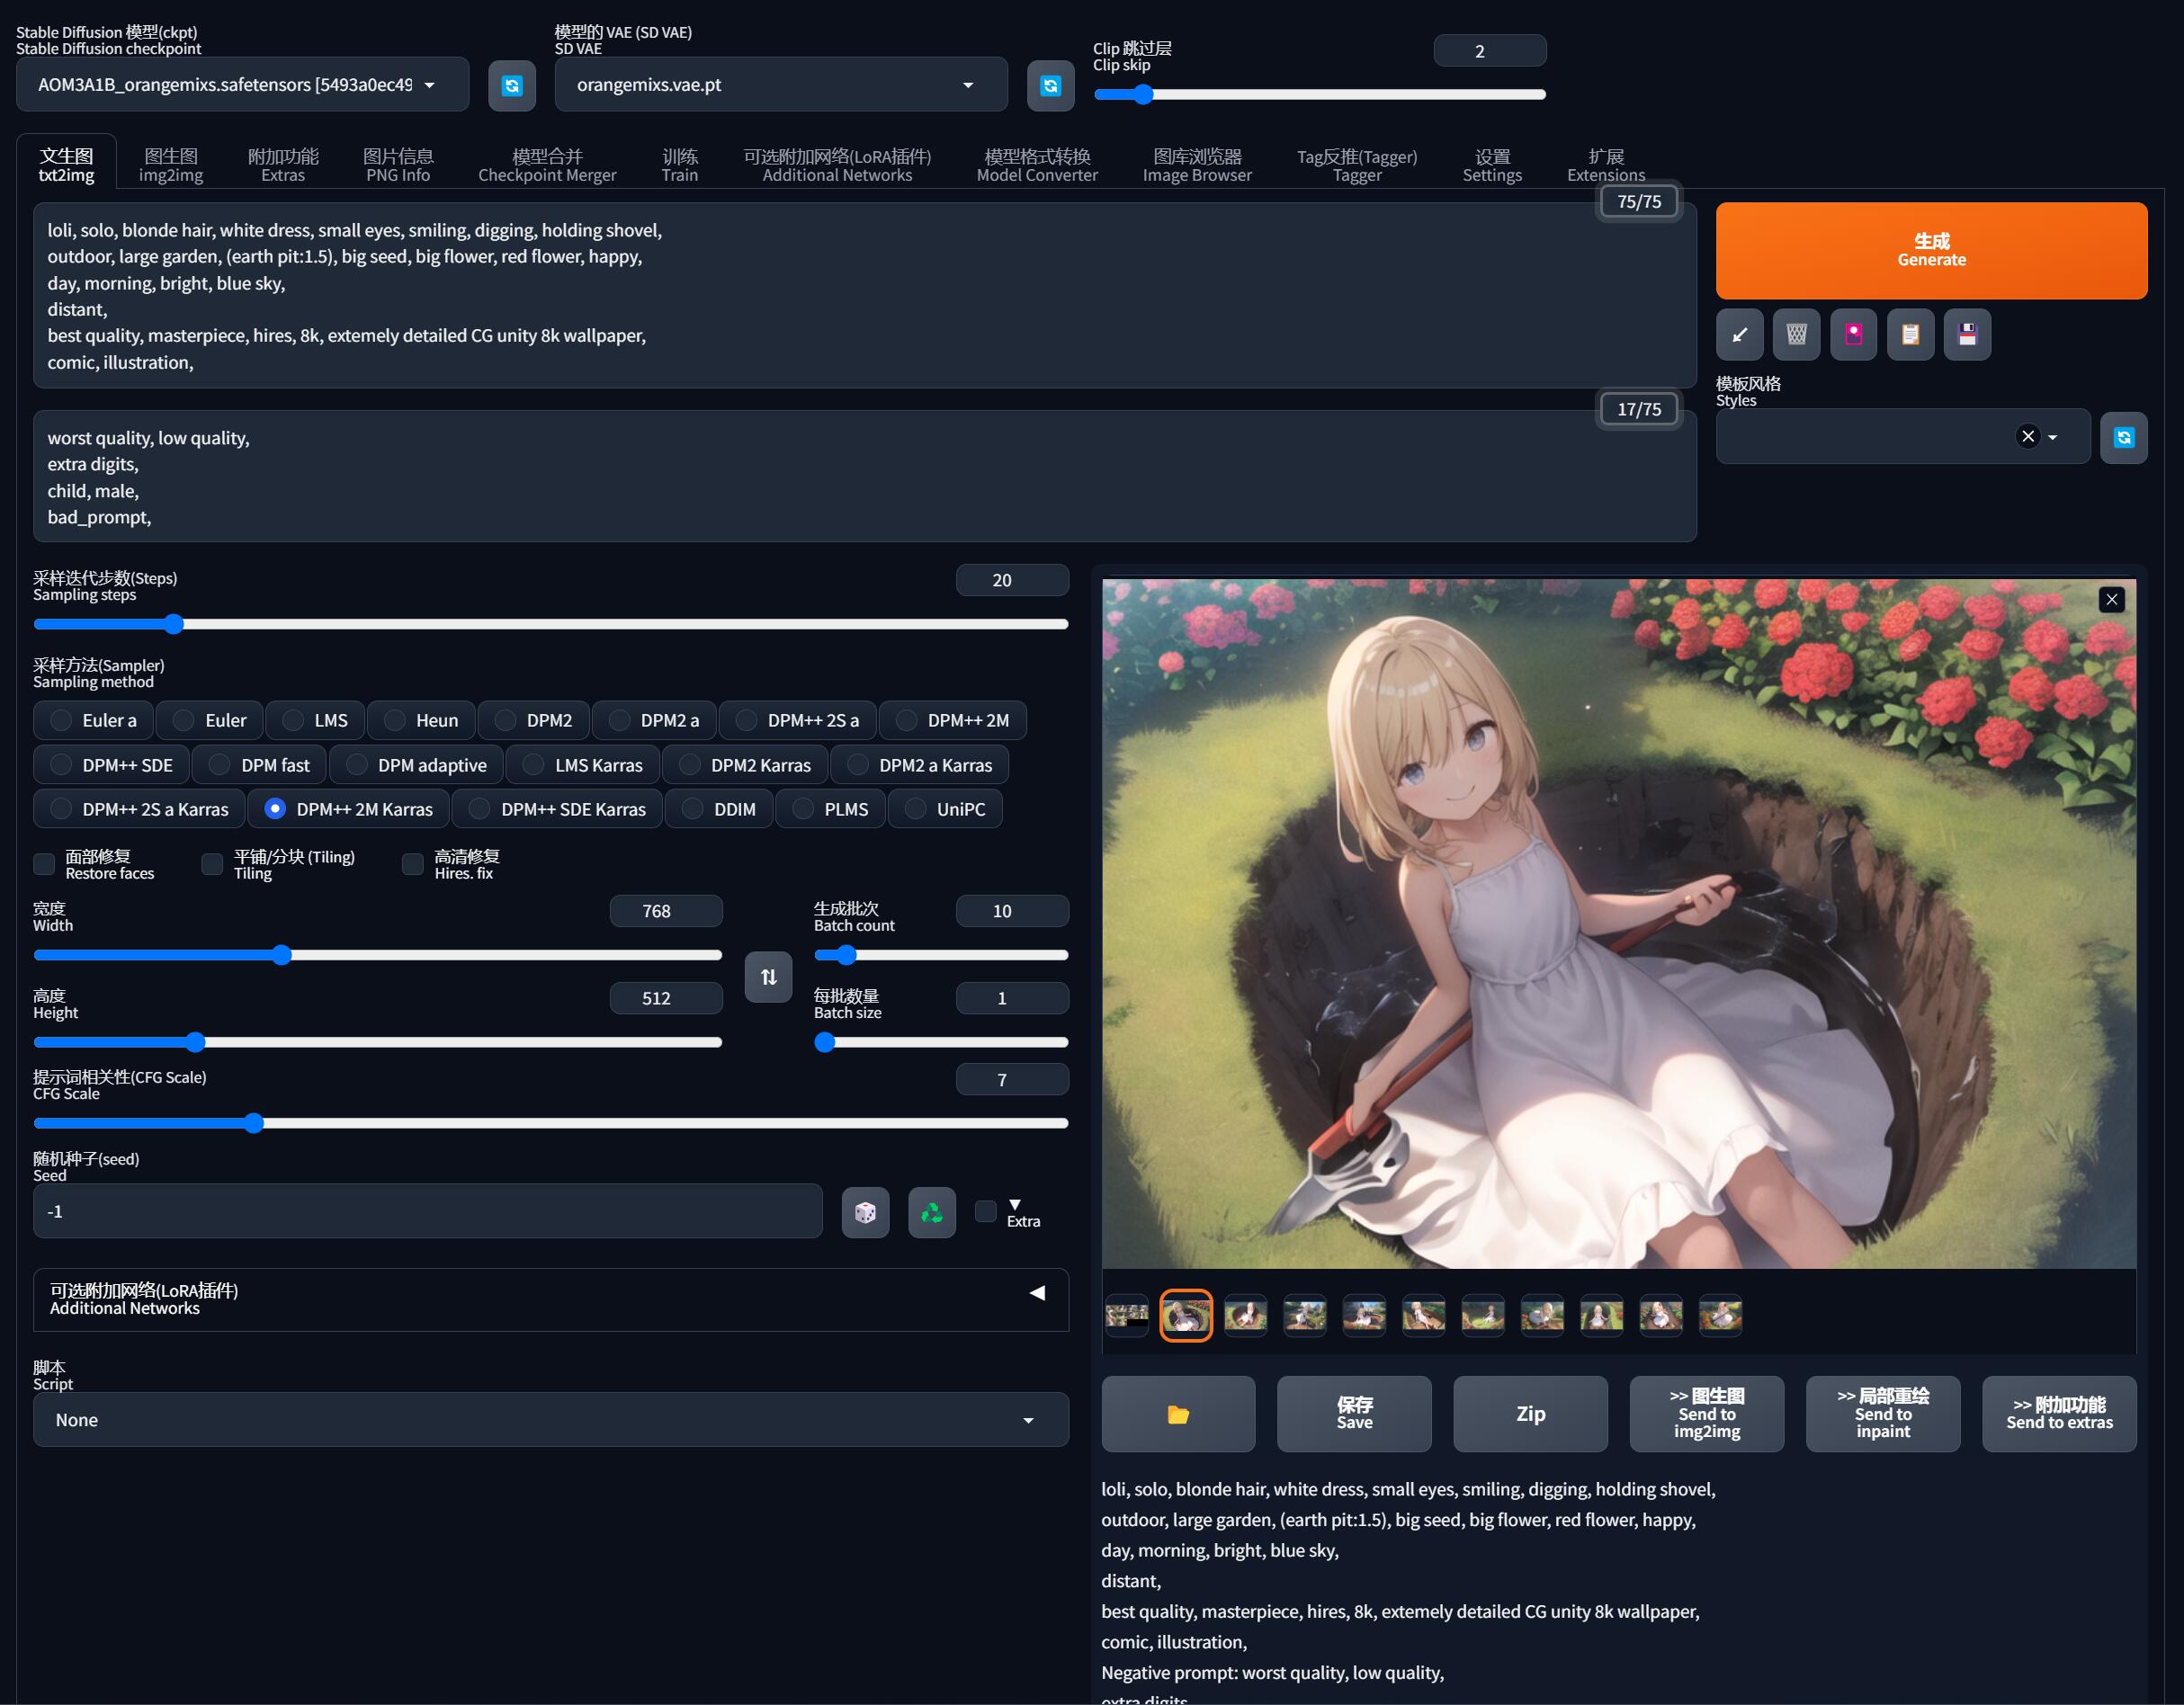 Stable Diffusion 模型(ckpt)
Stable Diffusion checkpoint
AOM3A1B_orangemixs.safetensors [5493a0ec49
模型的 VAE (SD VAE)
SD VAE
orangemixs.vae.pt
Clip 跳过层
Clip skip
2
文生图
txt2img
图生图
img2img
附加功能
Extras
图片信息
PNG Info
模型合并
Checkpoint Merger
训练
Train
可选附加网络(LoRA插件)
Additional Networks
模型格式转换
Model Converter
图库浏览器
Image Browser
Tag反推(Tagger)
Tagger
设置
Settings
扩展
Extensions
75/75
loli, solo, blonde hair, white dress, small eyes, smiling, digging, holding shovel,
outdoor, large garden, (earth pit:1.5), big seed, big flower, red flower, happy,
day, morning, bright, blue sky,
distant,
best quality, masterpiece, hires, 8k, extemely detailed CG unity 8k wallpaper,
comic, illustration,
17/75
worst quality, low quality,
extra digits,
child, male,
bad_prompt,
生成
Generate
模板风格
Styles
采样迭代步数(Steps)
Sampling steps
20
采样方法(Sampler)
Sampling method
Euler a Euler LMS Heun DPM2 DPM2 a DPM++ 2S a DPM++ 2M
DPM++ SDE DPM fast DPM adaptive LMS Karras DPM2 Karras DPM2 a Karras
DPM++ 2S a Karras DPM++ 2M Karras DPM++ SDE Karras DDIM PLMS UniPC
面部修复
Restore faces
平铺/分块 (Tiling)
Tiling
高清修复
Hires. fix
宽度
Width
768
生成批次
Batch count
10
高度
Height
512
每批数量
Batch size
1
提示词相关性(CFG Scale)
CFG Scale
7
随机种子(seed)
Seed
-1
Extra
可选附加网络(LoRA插件)
Additional Networks
脚本
Script
None
保存
Save
Zip
>> 图生图
Send to
img2img
>> 局部重绘
Send to
inpaint
>> 附加功能
Send to extras
loli, solo, blonde hair, white dress, small eyes, smiling, digging, holding shovel,
outdoor, large garden, (earth pit:1.5), big seed, big flower, red flower, happy,
day, morning, bright, blue sky,
distant,
best quality, masterpiece, hires, 8k, extemely detailed CG unity 8k wallpaper,
comic, illustration,
Negative prompt: worst quality, low quality,
extra digits